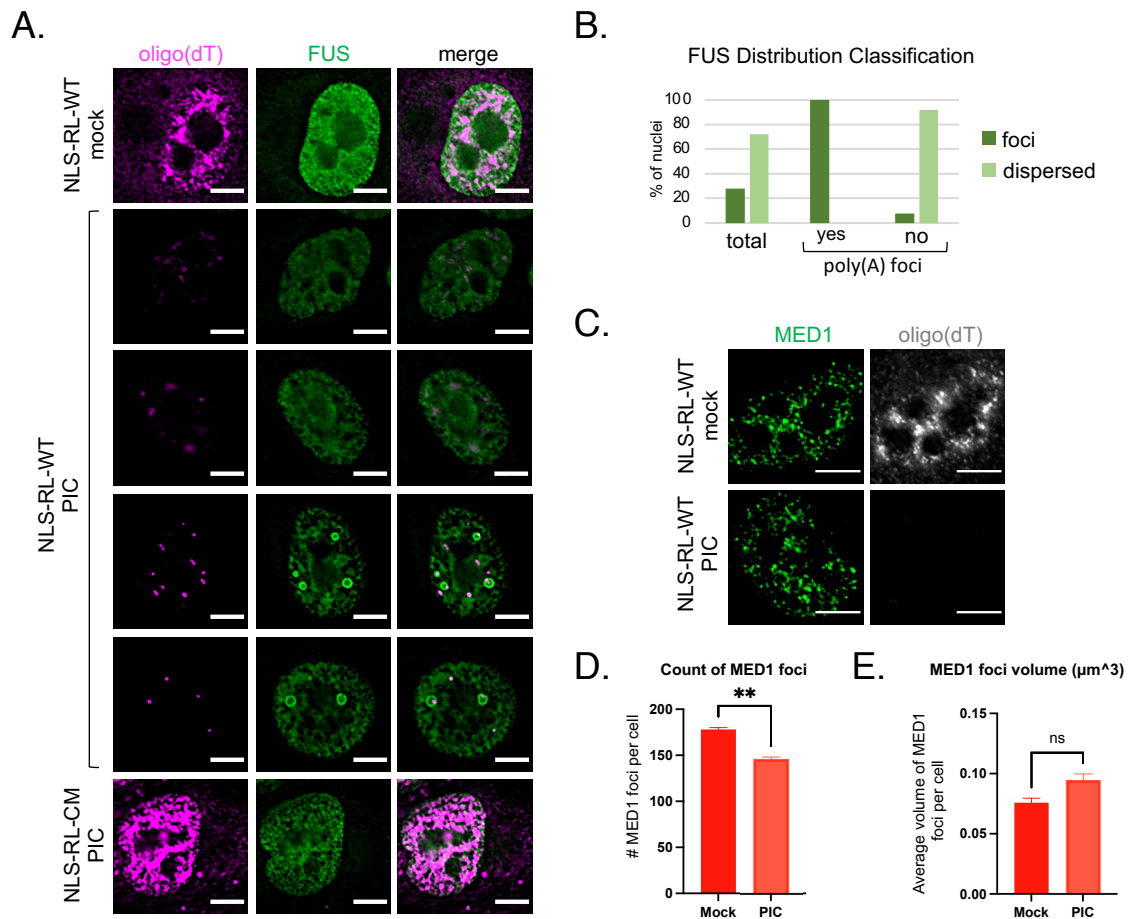 A.
oligo(dT)
FUS
merge
NLS-RL-WT
mock
NLS-RL-WT
PIC
NLS-RL-CM
PIC
B.
FUS Distribution Classification
% of nuclei
100
80
60
40
20
0
total
yes
no
poly(A) foci
foci
dispersed
C.
MED1
oligo(dT)
NLS-RL-WT
mock
NLS-RL-WT
PIC
D.
Count of MED1 foci
**
# MED1 foci per cell
200
150
100
50
0
Mock
PIC
E.
MED1 foci volume (µm^3)
ns
Average volume of MED1
foci per cell
0.15
0.10
0.05
0.00
Mock
PIC